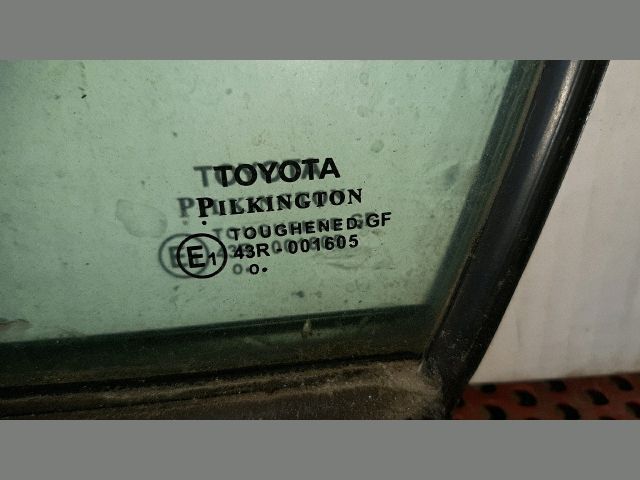 TOYOTA
PILKINGTON
TOUGHENED GF
E1 43R - 001605
o.